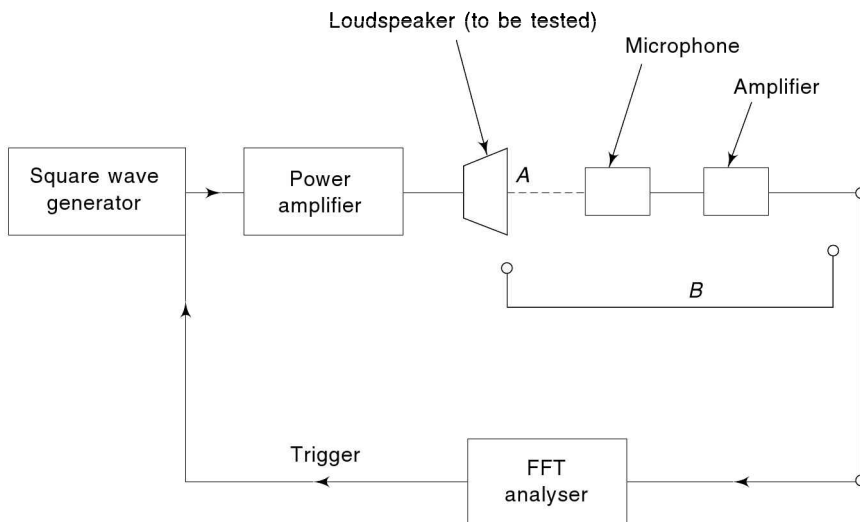 Loudspeaker (to be tested)
Microphone
Amplifier
Square wave
generator
Power
amplifier
A
B
Trigger
FFT
analyser